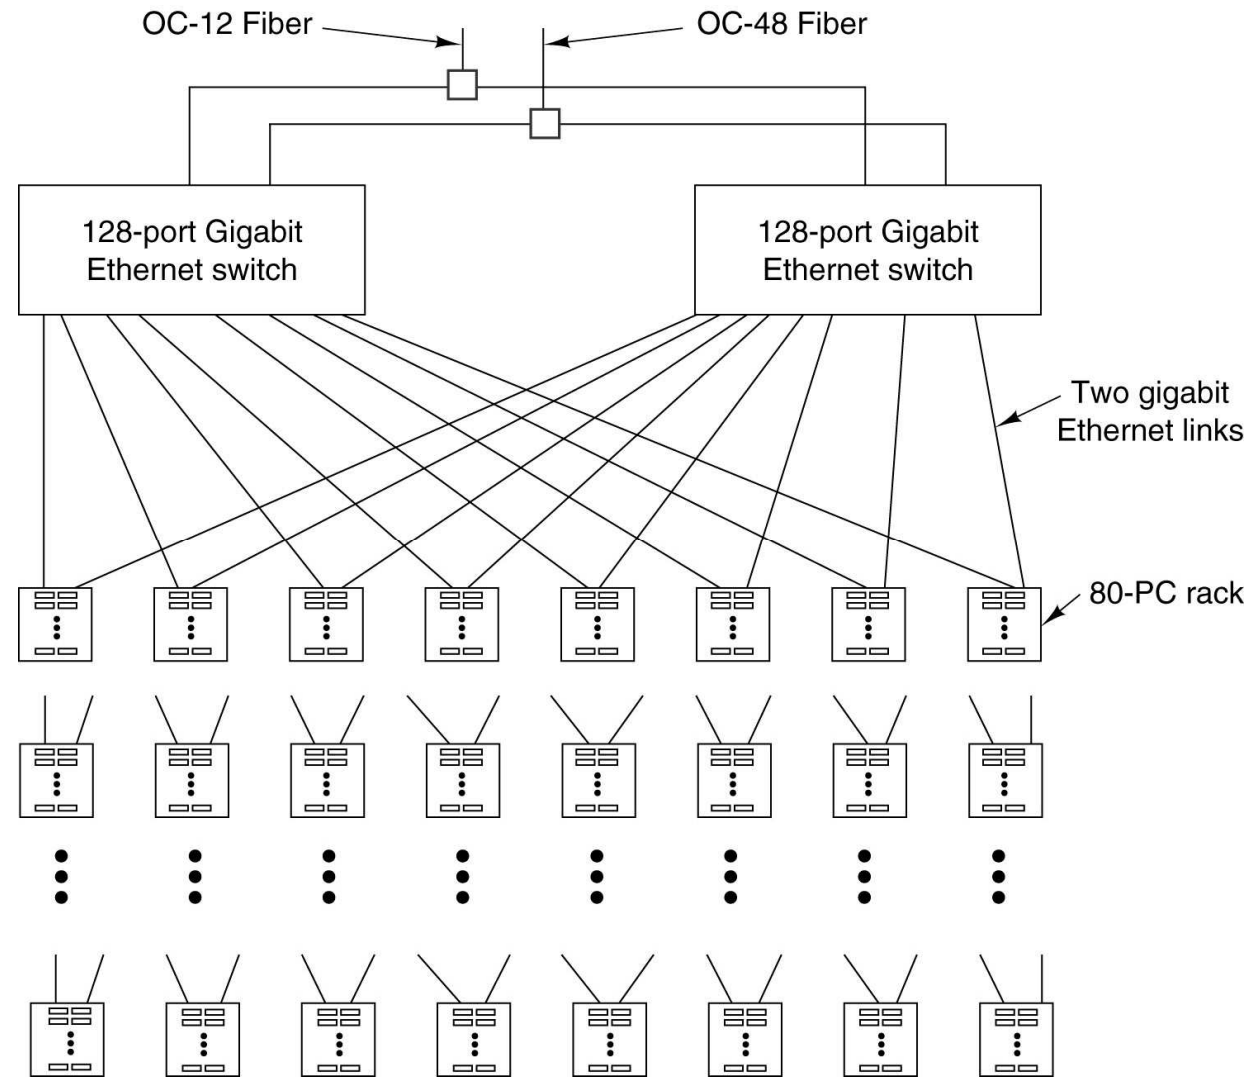 OC-12 Fiber
OC-48 Fiber
128-port Gigabit
Ethernet switch
128-port Gigabit
Ethernet switch
Two gigabit
Ethernet links
80-PC rack